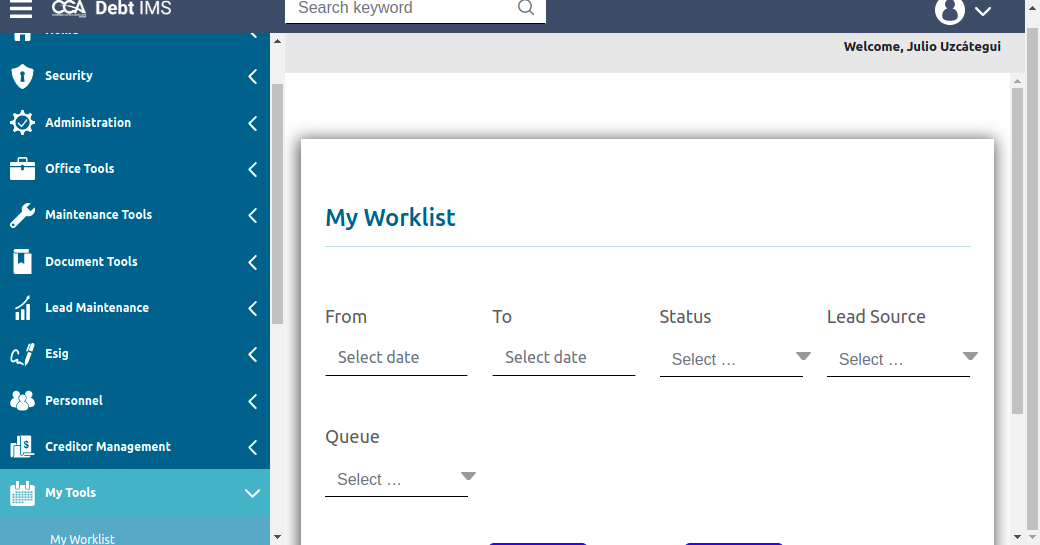 CGA Debt IMS
Search keyword
Welcome, Julio Uzcátegui
Home
Security
Administration
Office Tools
Maintenance Tools
Document Tools
Lead Maintenance
Esig
Personnel
Creditor Management
My Tools
My Worklist
My Worklist
From To Status Lead Source
Select date Select date Select ... Select ...
Queue
Select ...